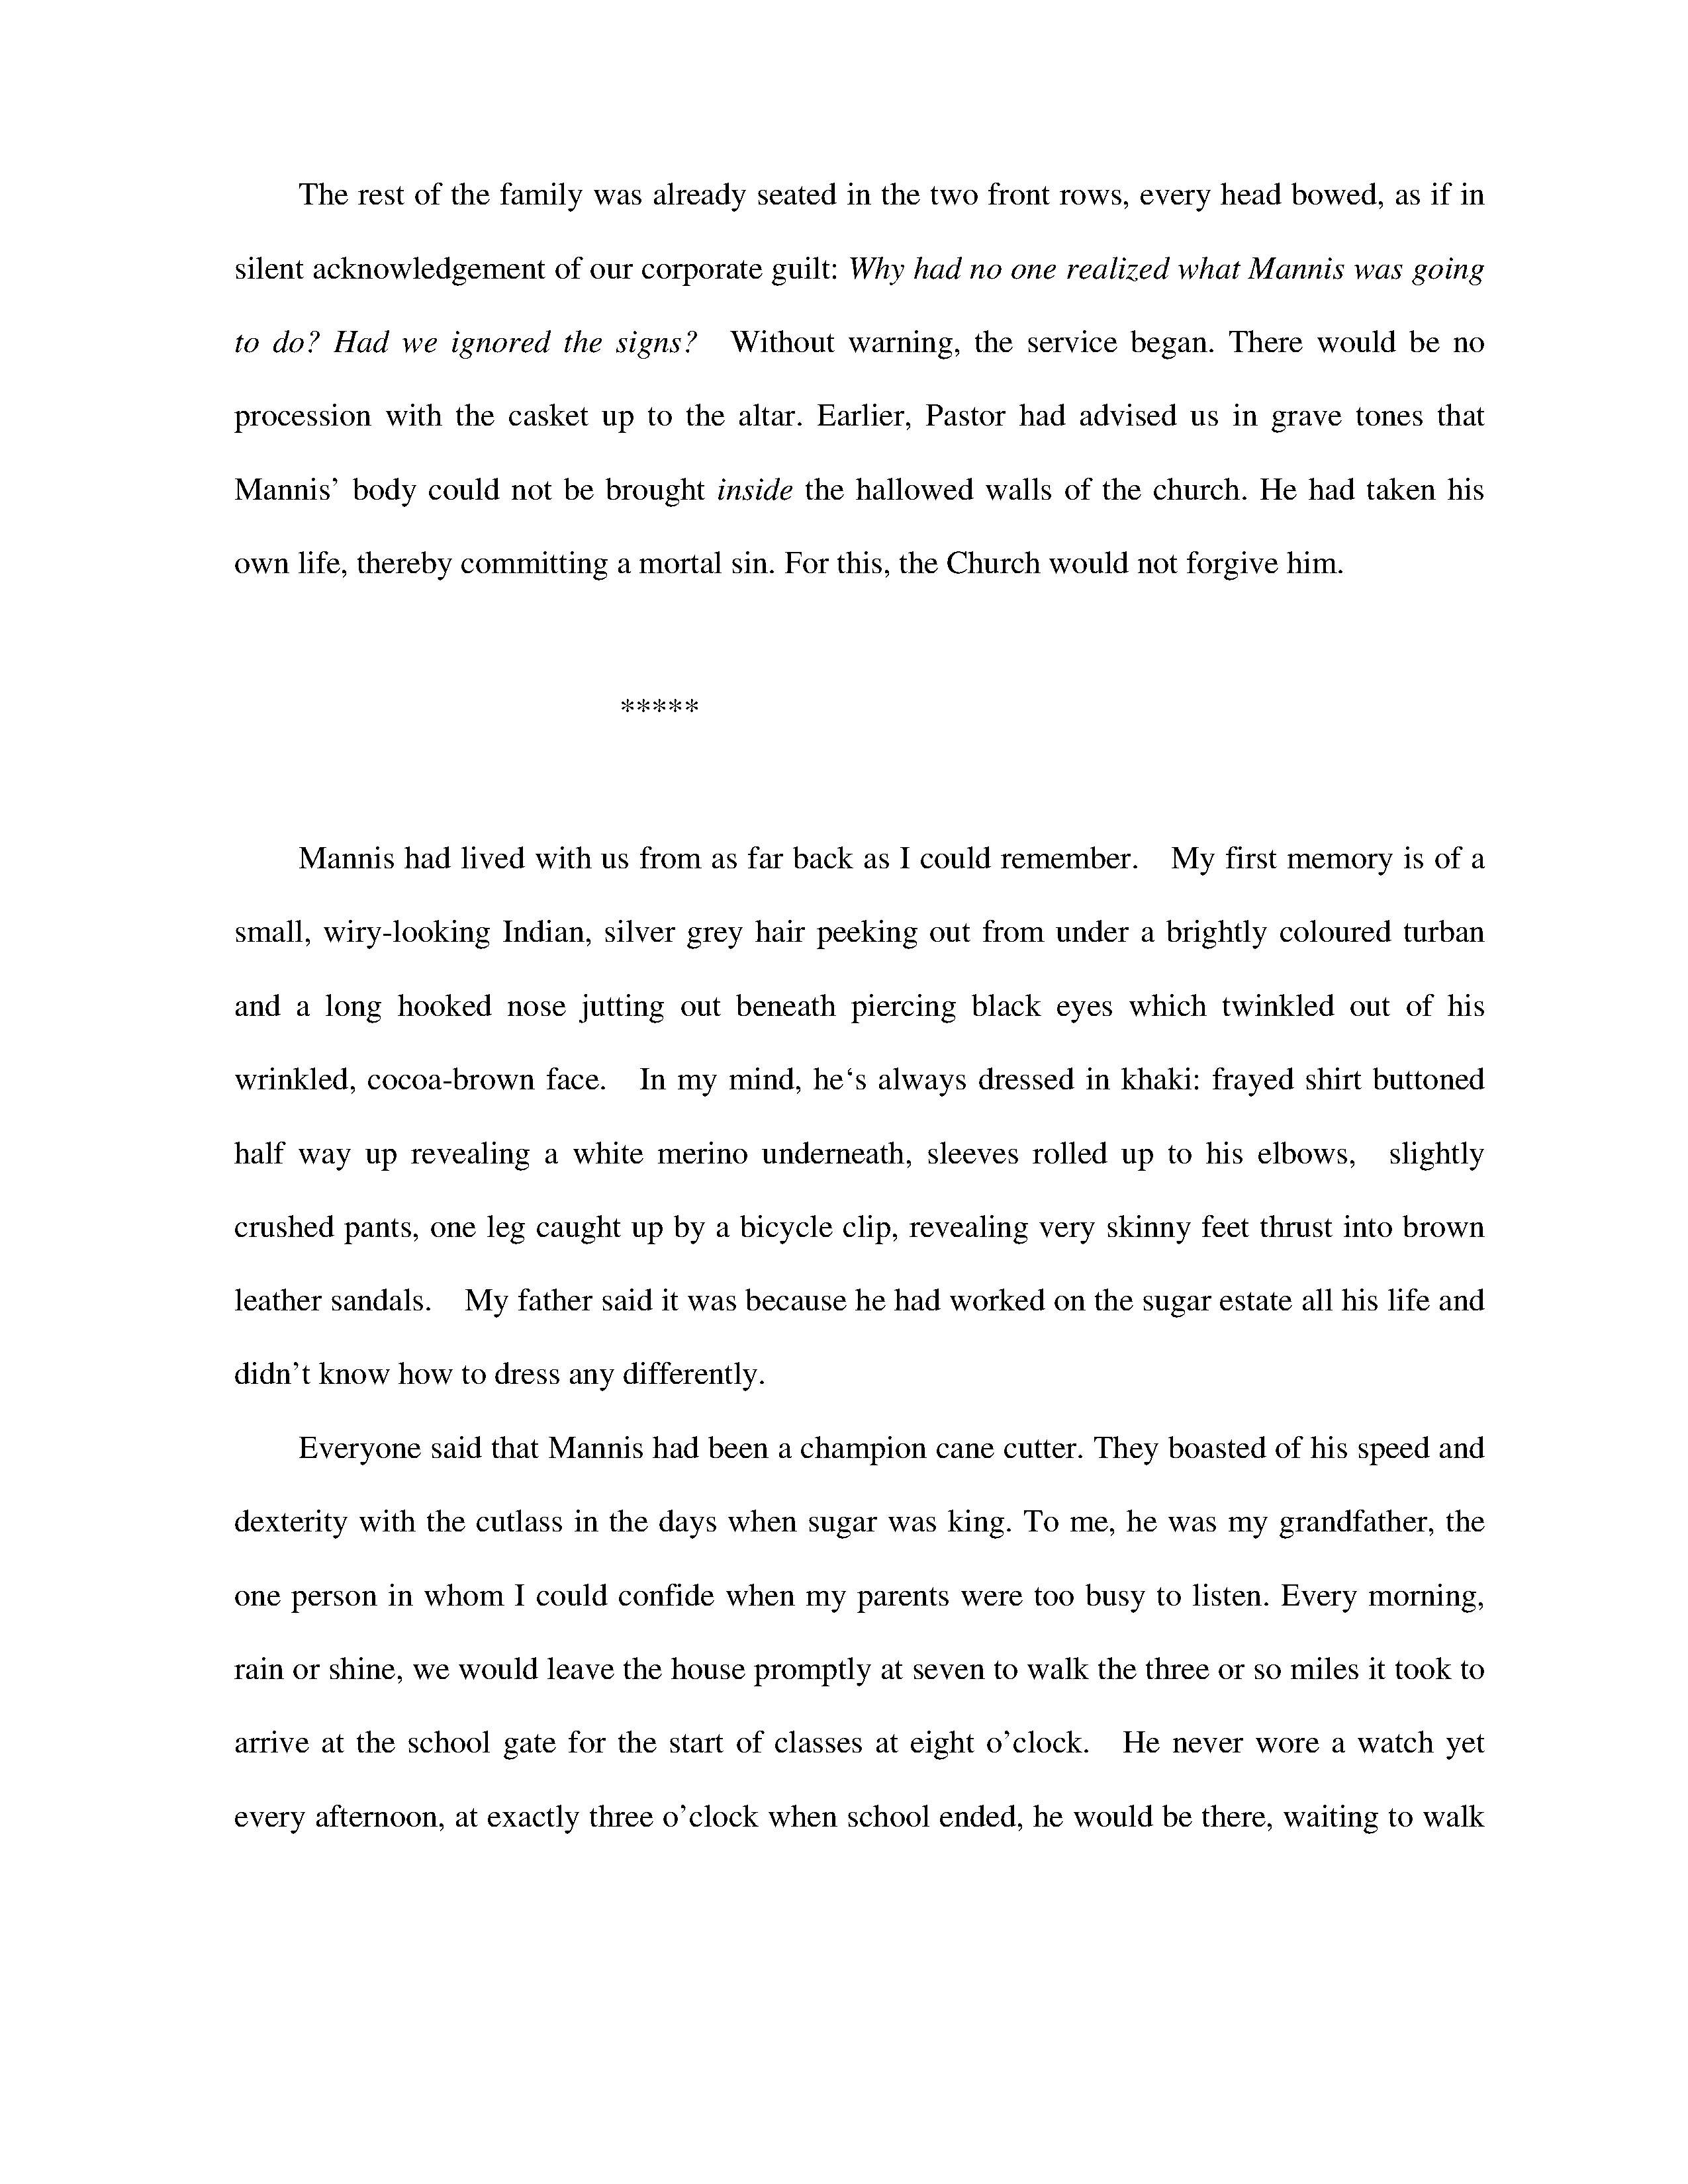 The rest of the family was already seated in the two front rows, every head bowed, as if in
silent acknowledgement of our corporate guilt: Why had no one realized what Mannis was going
to do? Had we ignored the signs?   Without warning, the service began. There would be no
procession with the casket up to the altar. Earlier, Pastor had advised us in grave tones that
Mannis’ body could not be brought inside the hallowed walls of the church. He had taken his
own life, thereby committing a mortal sin. For this, the Church would not forgive him.
*****
Mannis had lived with us from as far back as I could remember.   My first memory is of a
small, wiry-looking Indian, silver grey hair peeking out from under a brightly coloured turban
and a long hooked nose jutting out beneath piercing black eyes which twinkled out of his
wrinkled, cocoa-brown face.   In my mind, he‘s always dressed in khaki: frayed shirt buttoned
half way up revealing a white merino underneath, sleeves rolled up to his elbows,   slightly
crushed pants, one leg caught up by a bicycle clip, revealing very skinny feet thrust into brown
leather sandals.   My father said it was because he had worked on the sugar estate all his life and
didn’t know how to dress any differently.
Everyone said that Mannis had been a champion cane cutter. They boasted of his speed and
dexterity with the cutlass in the days when sugar was king. To me, he was my grandfather, the
one person in whom I could confide when my parents were too busy to listen. Every morning,
rain or shine, we would leave the house promptly at seven to walk the three or so miles it took to
arrive at the school gate for the start of classes at eight o’clock.   He never wore a watch yet
every afternoon, at exactly three o’clock when school ended, he would be there, waiting to walk